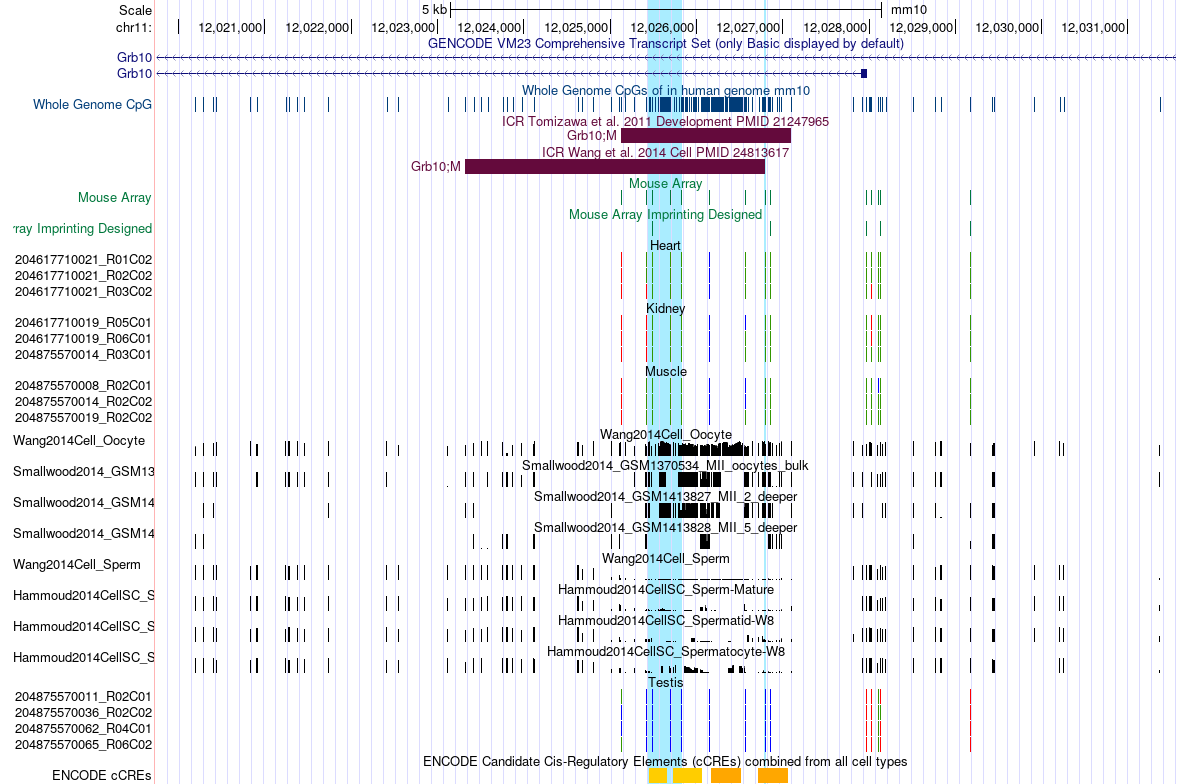 Scale 5 kb mm10
chr11: 12,021,000 12,022,000 12,023,000 12,024,000 12,025,000 12,026,000 12,027,000 12,028,000 12,029,000 12,030,000 12,031,000
GENCODE VM23 Comprehensive Transcript Set (only Basic displayed by default)
Grb10
Grb10
Whole Genome CpGs of in human genome mm10
Whole Genome CpG
ICR Tomizawa et al. 2011 Development PMID 21247965
Grb10;M
ICR Wang et al. 2014 Cell PMID 24813617
Grb10;M
Mouse Array
Mouse Array
Mouse Array Imprinting Designed
rray Imprinting Designed
Heart
204617710021_R01C02
204617710021_R02C02
204617710021_R03C02
Kidney
204617710019_R05C01
204617710019_R06C01
204875570014_R03C01
Muscle
204875570008_R02C01
204875570014_R02C02
204875570019_R02C02
Wang2014Cell_Oocyte
Wang2014Cell_Oocyte
Smallwood2014_GSM1370534_MII_oocytes_bulk
Smallwood2014_GSM13
Smallwood2014_GSM1413827_MII_2_deeper
Smallwood2014_GSM14
Smallwood2014_GSM1413828_MII_5_deeper
Smallwood2014_GSM14
Wang2014Cell_Sperm
Wang2014Cell_Sperm
Hammoud2014CellSC_Sperm-Mature
Hammoud2014CellSC_S
Hammoud2014CellSC_Spermatid-W8
Hammoud2014CellSC_S
Hammoud2014CellSC_Spermatocyte-W8
Hammoud2014CellSC_S
Testis
204875570011_R02C01
204875570036_R02C02
204875570062_R04C01
204875570065_R06C02
ENCODE Candidate Cis-Regulatory Elements (cCREs) combined from all cell types
ENCODE cCREs